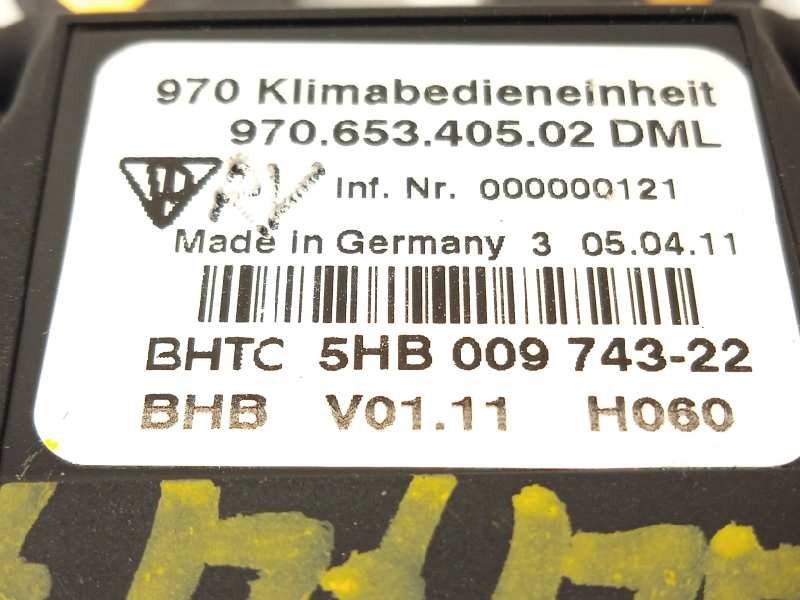 970 Klimabedieneinheit
970.653.405.02 DML
RV Inf. Nr. 000000121
Made in Germany 3 05.04.11
BHTC 5HB 009 743-22
BHB V01.11 H060